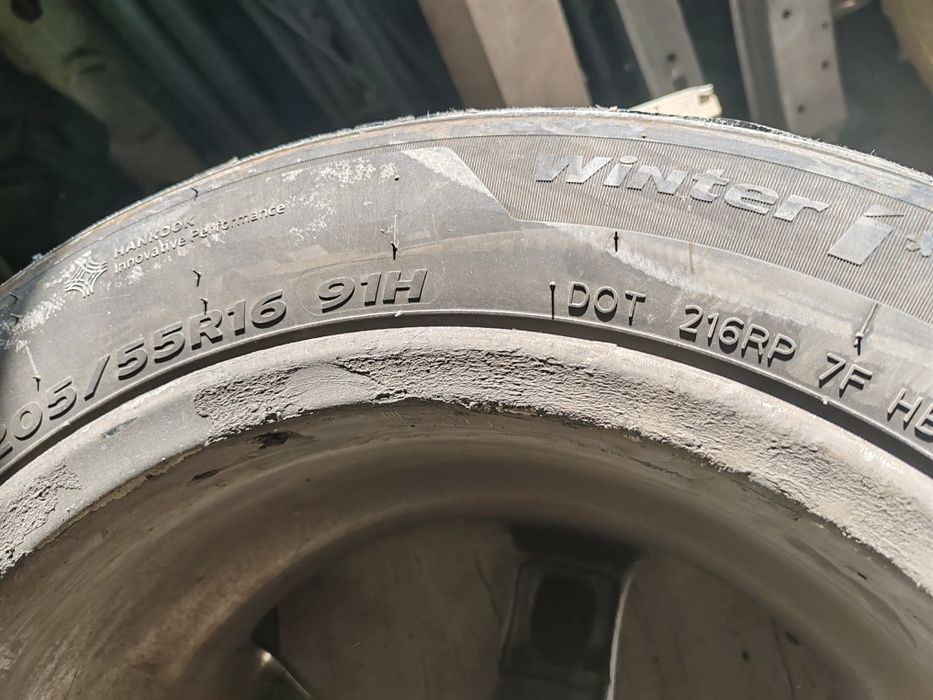 Winter i
HANKOOK
Innovative Performance
205/55R16 91H
DOT 216RP 7F